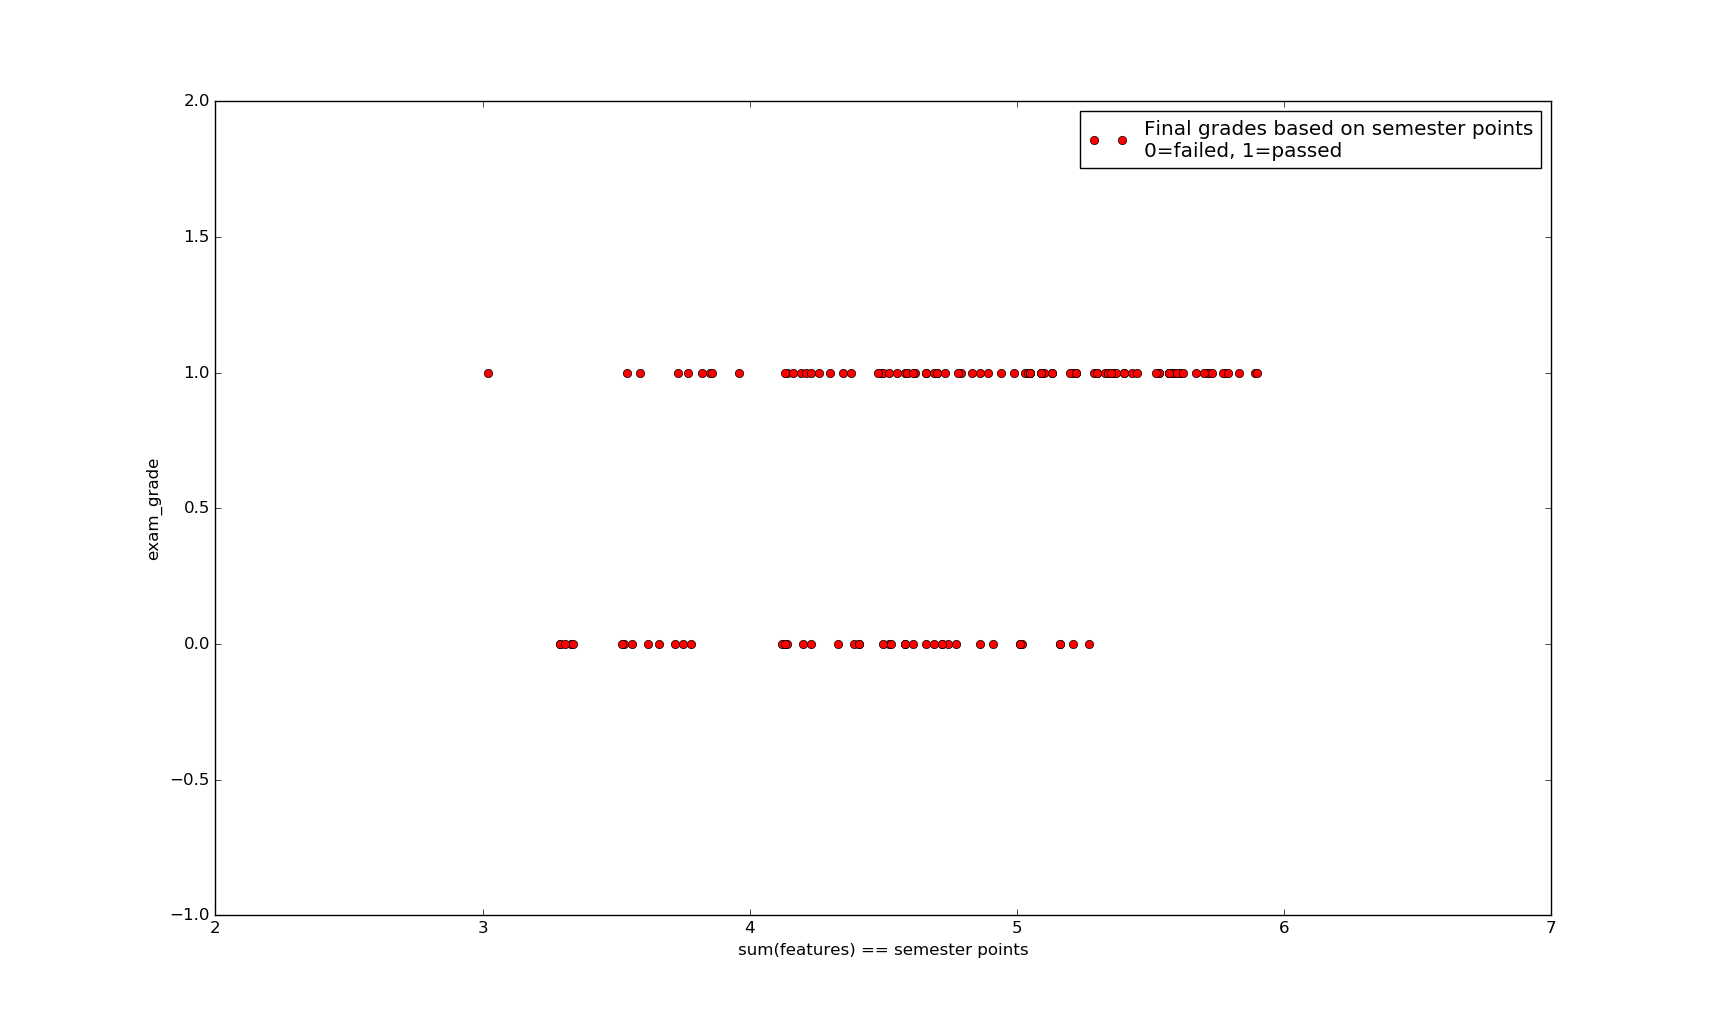 2.0
Final grades based on semester points
0=failed, 1=passed
1.5
1.0
0.5
0.0
−0.5
−1.0
exam_grade
2 3 4 5 6 7
sum(features) == semester points